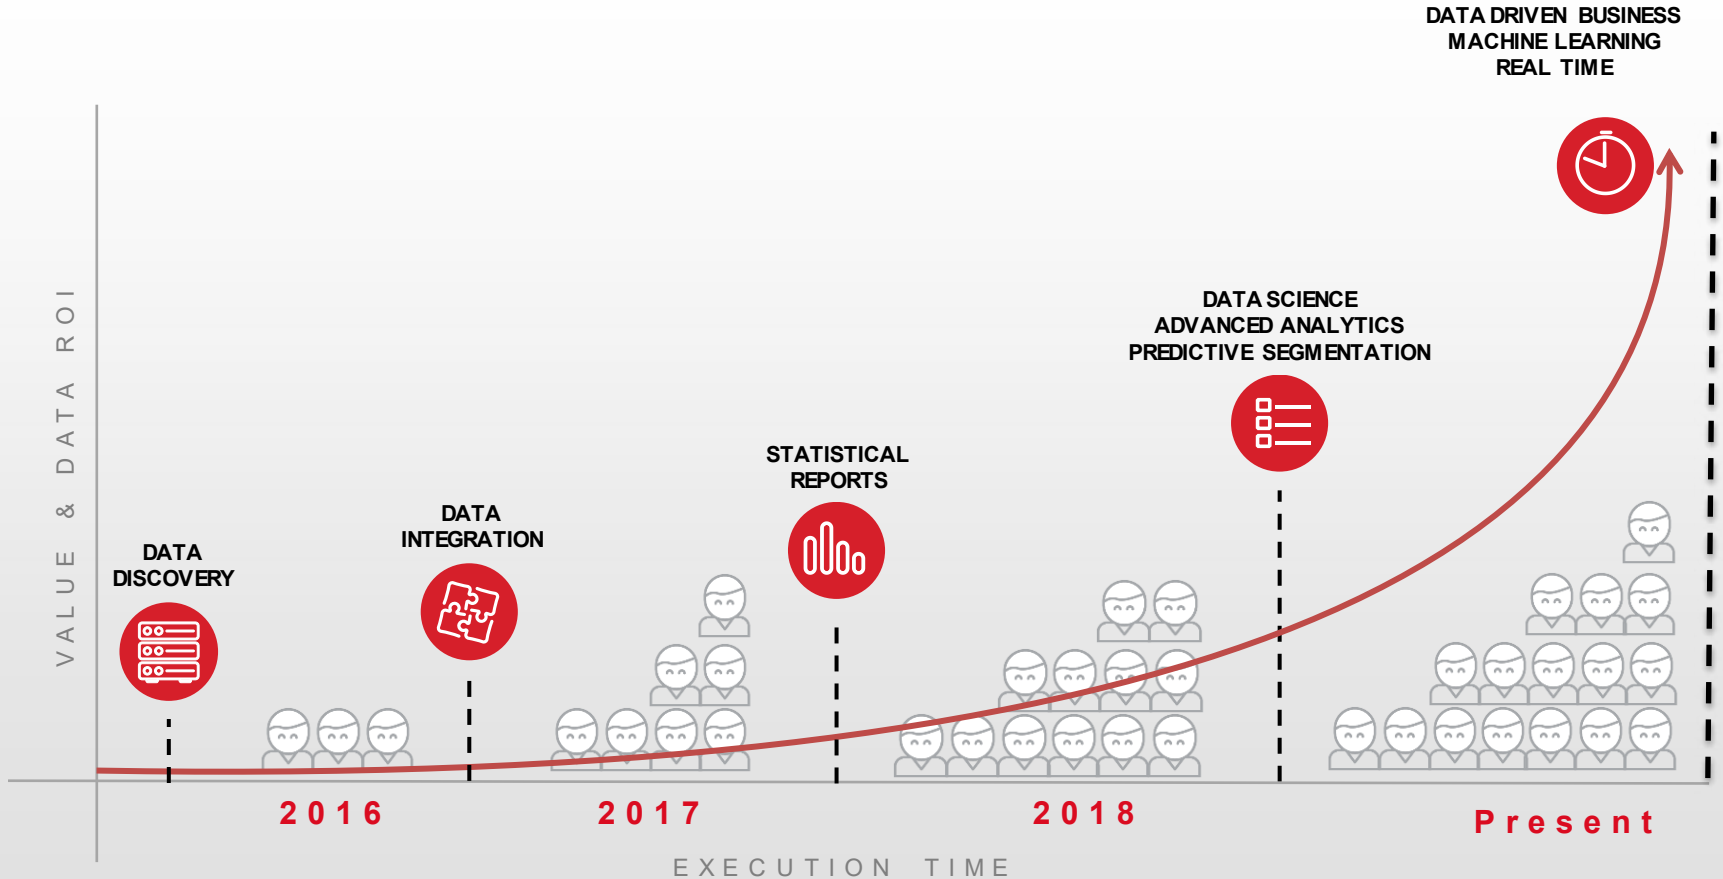 DATA DRIVEN BUSINESS
MACHINE LEARNING
REAL TIME
DATA SCIENCE
ADVANCED ANALYTICS
PREDICTIVE SEGMENTATION
STATISTICAL
REPORTS
DATA
INTEGRATION
DATA
DISCOVERY
VALUE & DATA ROI
2016
2017
2018
Present
EXECUTION TIME